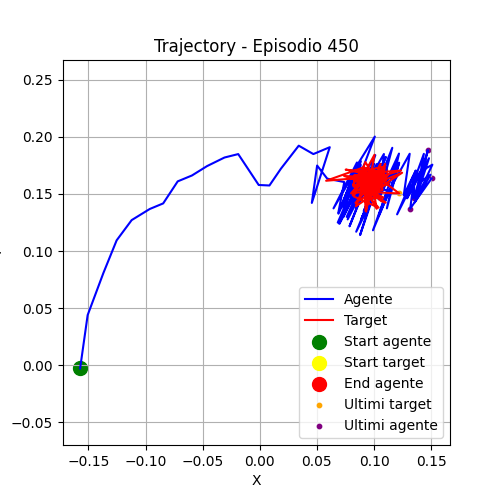 Trajectory - Episodio 450
0.25
0.20
0.15
0.10
0.05
0.00
−0.05
−0.15
−0.10
−0.05
0.00
0.05
0.10
0.15
X
Agente
Target
Start agente
Start target
End agente
Ultimi target
Ultimi agente